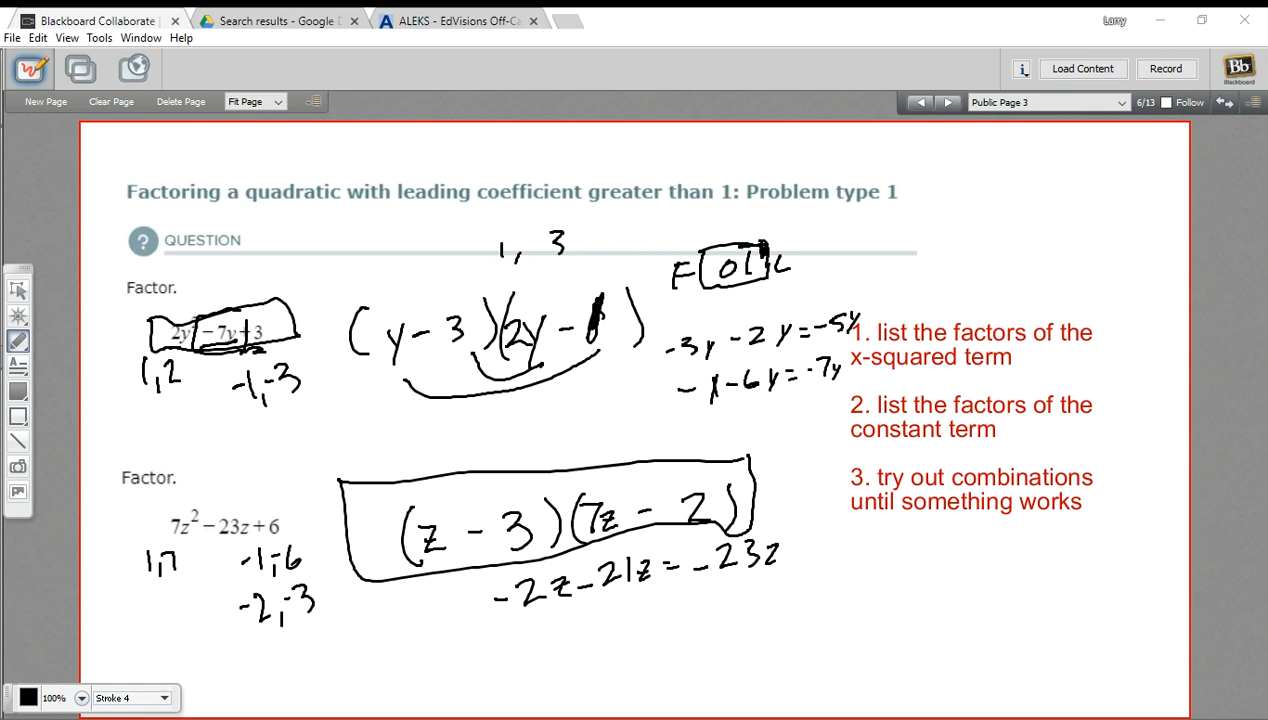 Blackboard Collaborate
Search results - Google D
ALEKS - EdVisions Off-Ca
Larry
File Edit View Tools Window Help
Load Content
Record
Bb
Blackboard
New Page Clear Page Delete Page Fit Page
Public Page 3
6/13
Follow
Factoring a quadratic with leading coefficient greater than 1: Problem type 1
? QUESTION
1, 3
FOIL
Factor.
2y² - 7y + 3
(y - 3)(2y - 1)
1,2
-1,-3
-3y - 2y = -5y
-y - 6y = -7y
1. list the factors of the
x-squared term
2. list the factors of the
constant term
3. try out combinations
until something works
Factor.
7z² - 23z + 6
(z - 3)(7z - 2)
1,7
-1,-6
-2,-3
-2z - 21z = -23z
100%
Stroke 4